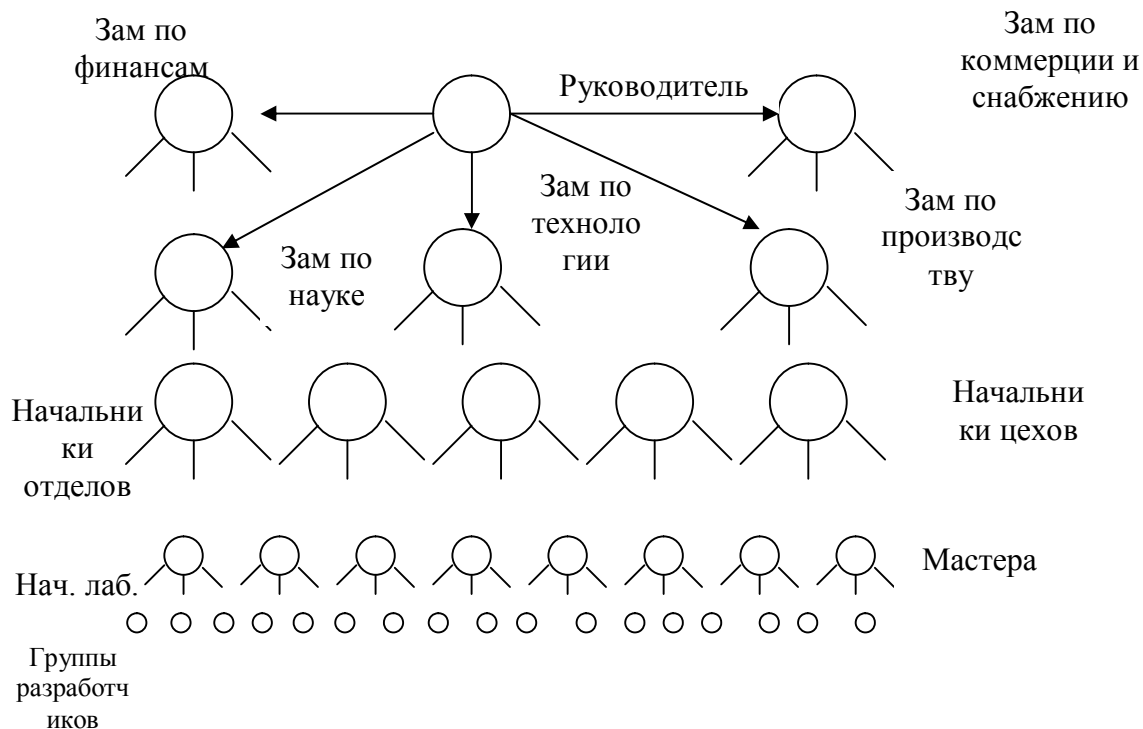 Зам по
финансам
Руководитель
Зам по
коммерции и
снабжению
Зам по
науке
Зам по
техноло
гии
Зам по
производс
тву
Начальни
ки
отделов
Начальни
ки цехов
Нач. лаб.
Мастера
Группы
разработч
иков